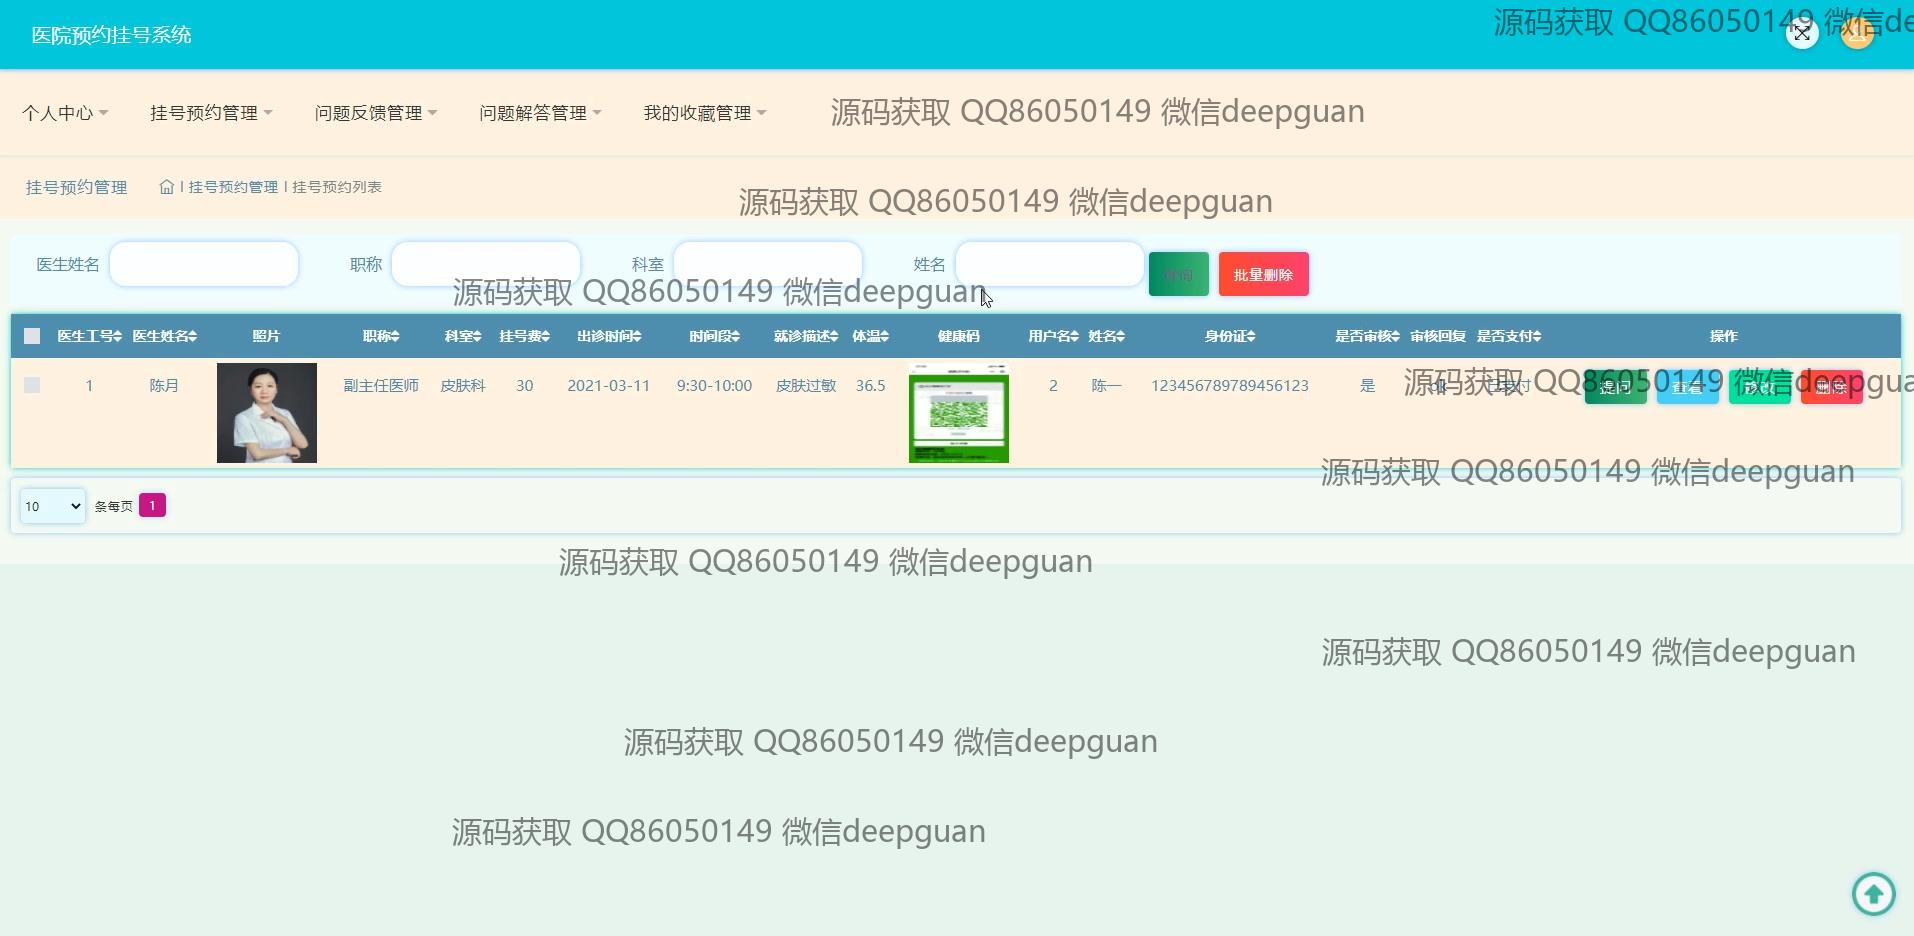 医院预约挂号系统
源码获取 QQ86050149 微信de
个人中心 挂号预约管理 问题反馈管理 问题解答管理 我的收藏管理
源码获取 QQ86050149 微信deepguan
挂号预约管理 挂号预约管理 挂号预约列表
源码获取 QQ86050149 微信deepguan
医生姓名 职称 科室 姓名 查询 批量删除
源码获取 QQ86050149 微信deepguan
医生工号 医生姓名 照片 职称 科室 挂号费 出诊时间 时间段 就诊描述 体温 健康码 用户名 姓名 身份证 是否审核 审核回复 是否支付 操作
1 陈月 副主任医师 皮肤科 30 2021-03-11 9:30-10:00 皮肤过敏 36.5 2 陈一 123456789789456123 是 ok 已支付 提问 查看 修改 删除
源码获取 QQ86050149 微信deepgua
源码获取 QQ86050149 微信deepguan
10 条每页 1
源码获取 QQ86050149 微信deepguan
源码获取 QQ86050149 微信deepguan
源码获取 QQ86050149 微信deepguan
源码获取 QQ86050149 微信deepguan